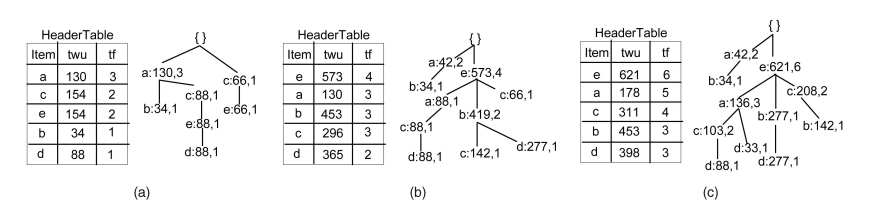 HeaderTable
Item twu tf
a 130 3
c 154 2
e 154 2
b 34 1
d 88 1
{ }
a:130,3
c:66,1
b:34,1
c:88,1
e:66,1
e:88,1
d:88,1
(a)
HeaderTable
Item twu tf
e 573 4
a 130 3
b 453 3
c 296 3
d 365 2
{ }
a:42,2
e:573,4
b:34,1
a:88,1
c:66,1
b:419,2
c:88,1
d:88,1
c:142,1
d:277,1
(b)
HeaderTable
Item twu tf
e 621 6
a 178 5
c 311 4
b 453 3
d 398 3
{ }
a:42,2
e:621,6
b:34,1
c:208,2
a:136,3
b:277,1
b:142,1
c:103,2
d:33,1
d:88,1
d:277,1
(c)